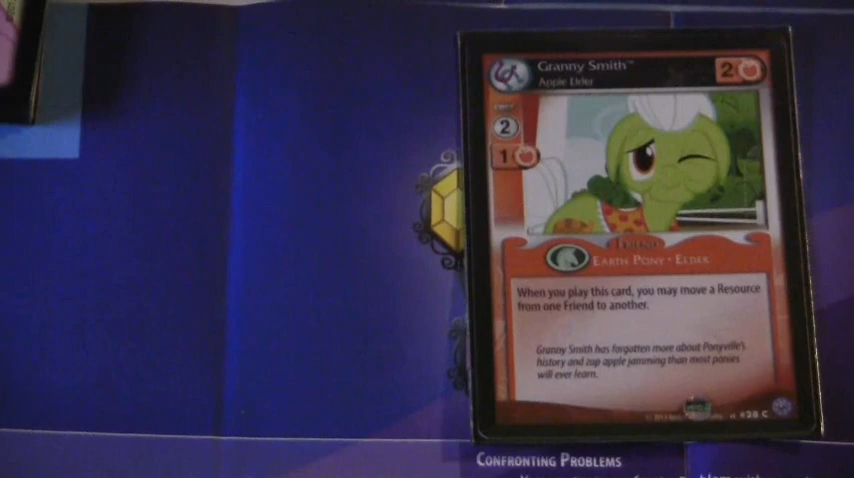 Granny Smith™
2
Apple Elder
2
1
Friend
Earth Pony • Elder
When you play this card, you may move a Resource
from one Friend to another.
Granny Smith has forgotten more about Ponyville's
history and zap apple jamming than most ponies
will ever learn.
Confronting Problems